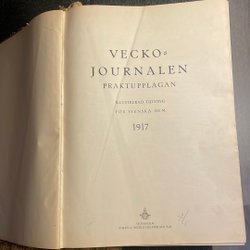 VECKO=
JOURNALEN
PRAKTUPPLAGAN
ILLUSTRERAD TIDNING
FÖR SVENSKA HEM
1917